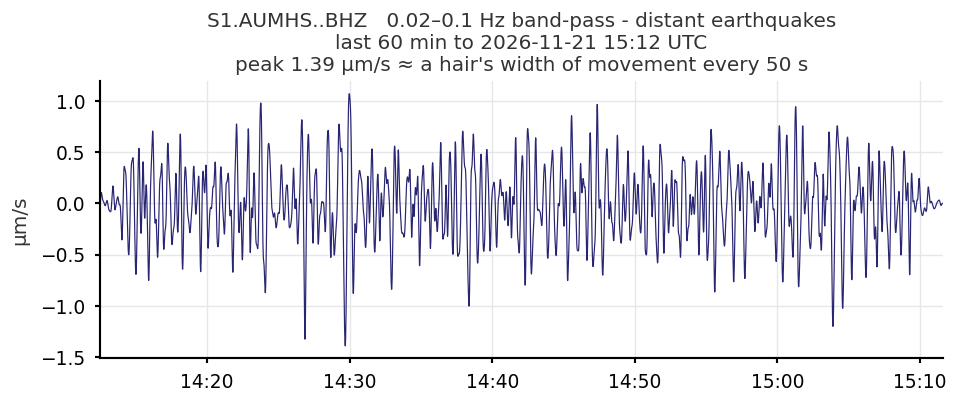 S1.AUMHS..BHZ   0.02–0.1 Hz band-pass - distant earthquakes
last 60 min to 2026-11-21 15:12 UTC
peak 1.39 µm/s ≈ a hair's width of movement every 50 s
µm/s
1.0
0.5
0.0
−0.5
−1.0
−1.5
14:20 14:30 14:40 14:50 15:00 15:10